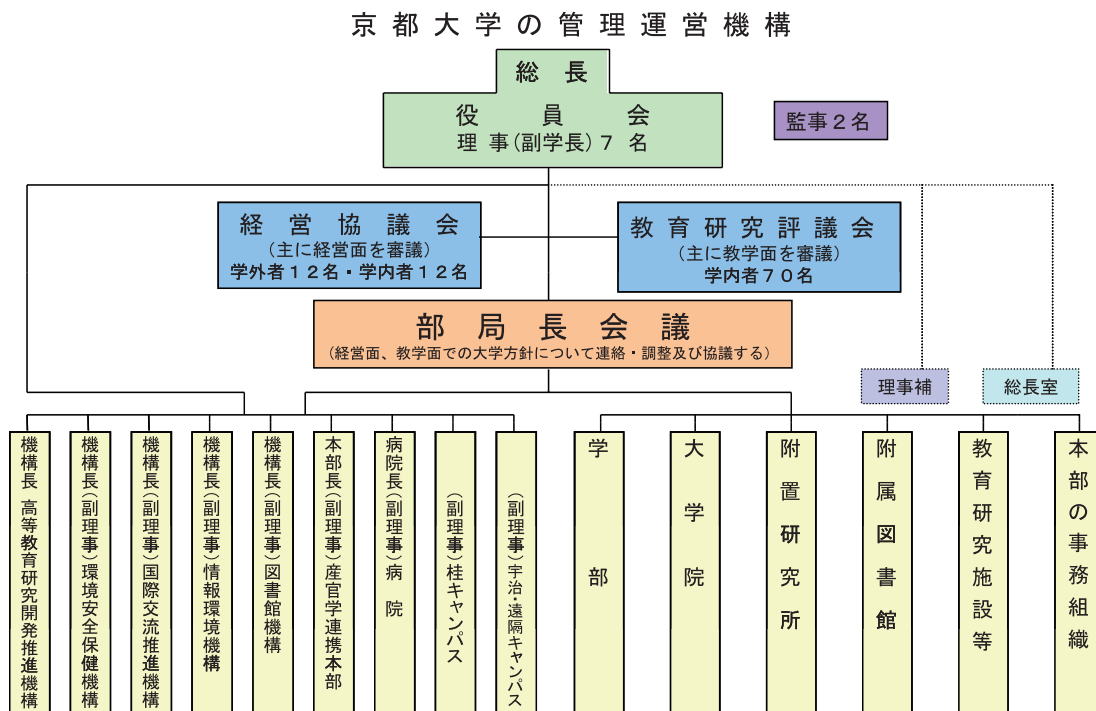 京都大学の管理運営機構
総長
役員会
理事(副学長)7名
監事2名
経営協議会
(主に経営面を審議)
学外者12名・学内者12名
教育研究評議会
(主に教学面を審議)
学内者70名
部局長会議
(経営面、教学面での大学方針について連絡・調整及び協議する)
理事補
総長室
機構長 高等教育研究開発推進機構
機構長(副理事)環境安全保健機構
機構長(副理事)国際交流推進機構
機構長(副理事)情報環境機構
機構長(副理事)図書館機構
本部長(副理事)産官学連携本部
病院長(副理事)病院
(副理事)桂キャンパス
(副理事)宇治・遠隔キャンパス
学部
大学院
附置研究所
附属図書館
教育研究施設等
本部の事務組織